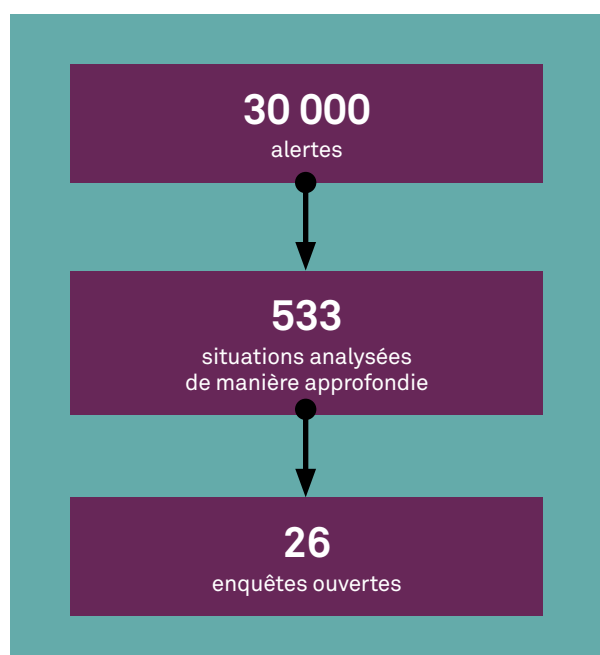 30 000
alertes
533
situations analysées
de manière approfondie
26
enquêtes ouvertes